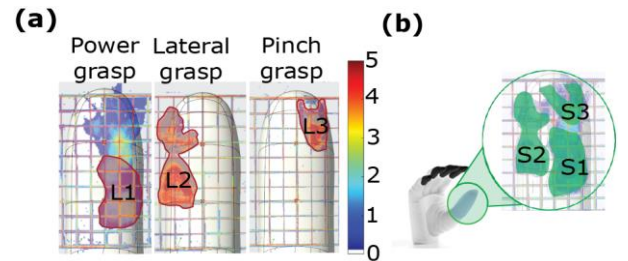 (a)
Power grasp
Lateral grasp
Pinch grasp
L1
L2
L3
5
4
3
2
1
0
(b)
S3
S2
S1